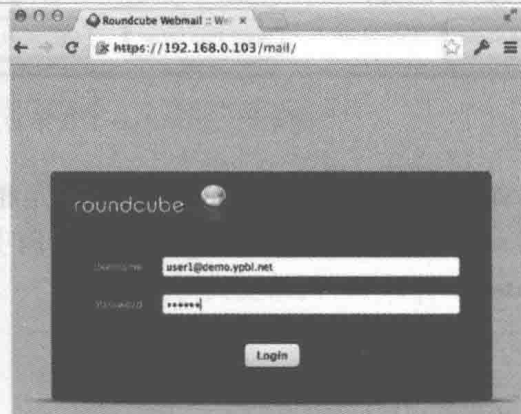 Roundcube Webmail :: We
https://192.168.0.103/mail/
roundcube
Username user1@demo.ypbl.net
Password ••••••
Login